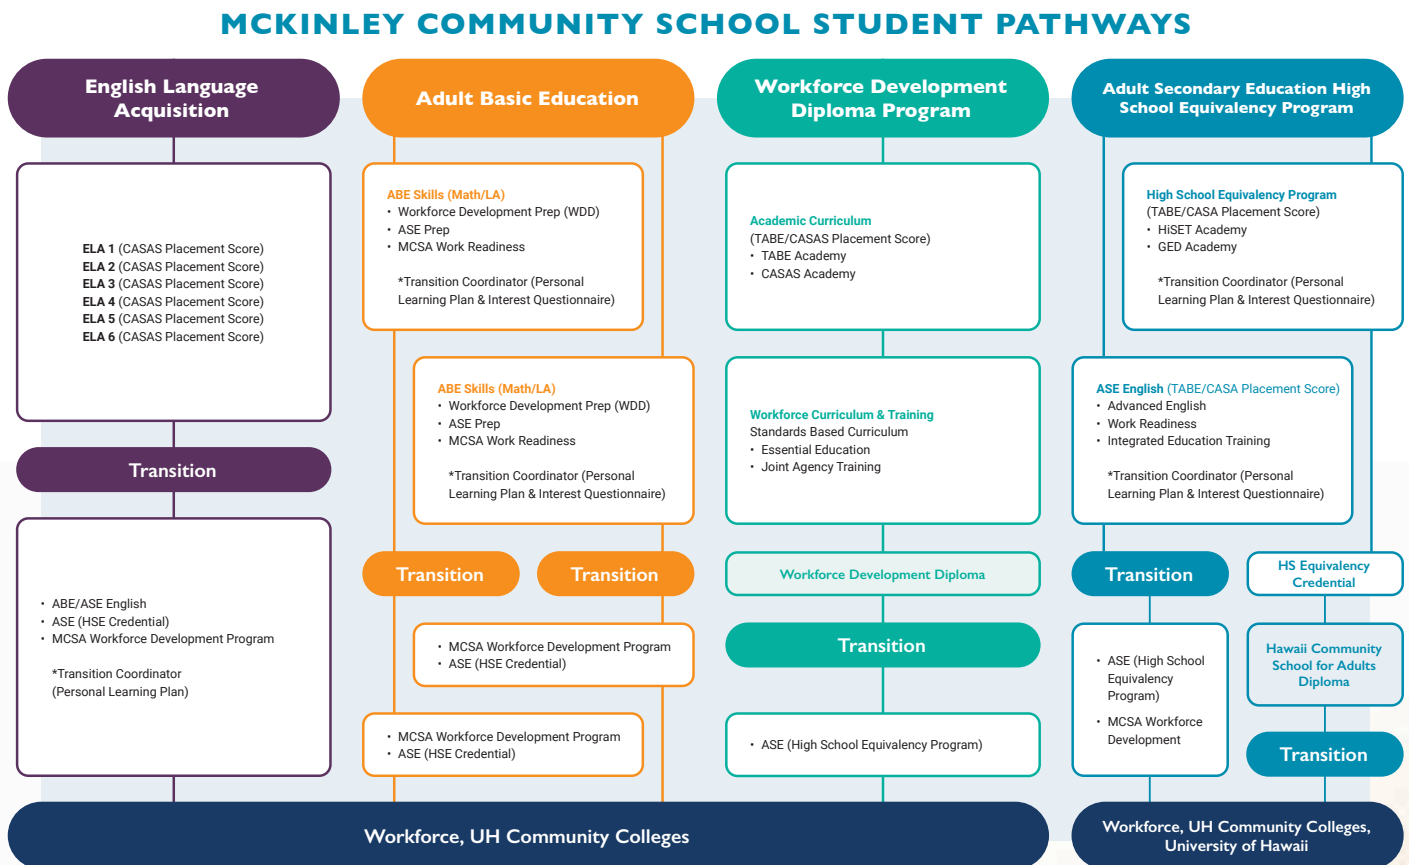 MCKINLEY COMMUNITY SCHOOL STUDENT PATHWAYS
English Language
Acquisition
ELA 1 (CASAS Placement Score)
ELA 2 (CASAS Placement Score)
ELA 3 (CASAS Placement Score)
ELA 4 (CASAS Placement Score)
ELA 5 (CASAS Placement Score)
ELA 6 (CASAS Placement Score)
Transition
• ABE/ASE English
• ASE (HSE Credential)
• MCSA Workforce Development Program
*Transition Coordinator
(Personal Learning Plan)
Adult Basic Education
ABE Skills (Math/LA)
• Workforce Development Prep (WDD)
• ASE Prep
• MCSA Work Readiness
*Transition Coordinator (Personal
Learning Plan & Interest Questionnaire)
ABE Skills (Math/LA)
• Workforce Development Prep (WDD)
• ASE Prep
• MCSA Work Readiness
*Transition Coordinator (Personal
Learning Plan & Interest Questionnaire)
Transition
Transition
• MCSA Workforce Development Program
• ASE (HSE Credential)
• MCSA Workforce Development Program
• ASE (HSE Credential)
Workforce Development
Diploma Program
Academic Curriculum
(TABE/CASAS Placement Score)
• TABE Academy
• CASAS Academy
Workforce Curriculum & Training
Standards Based Curriculum
• Essential Education
• Joint Agency Training
Workforce Development Diploma
Transition
• ASE (High School Equivalency Program)
Workforce, UH Community Colleges
Adult Secondary Education High
School Equivalency Program
High School Equivalency Program
(TABE/CASA Placement Score)
• HiSET Academy
• GED Academy
*Transition Coordinator (Personal
Learning Plan & Interest Questionnaire)
ASE English (TABE/CASA Placement Score)
• Advanced English
• Work Readiness
• Integrated Education Training
*Transition Coordinator (Personal
Learning Plan & Interest Questionnaire)
Transition
• ASE (High School
Equivalency
Program)
• MCSA Workforce
Development
HS Equivalency
Credential
Hawaii Community
School for Adults
Diploma
Transition
Workforce, UH Community Colleges,
University of Hawaii